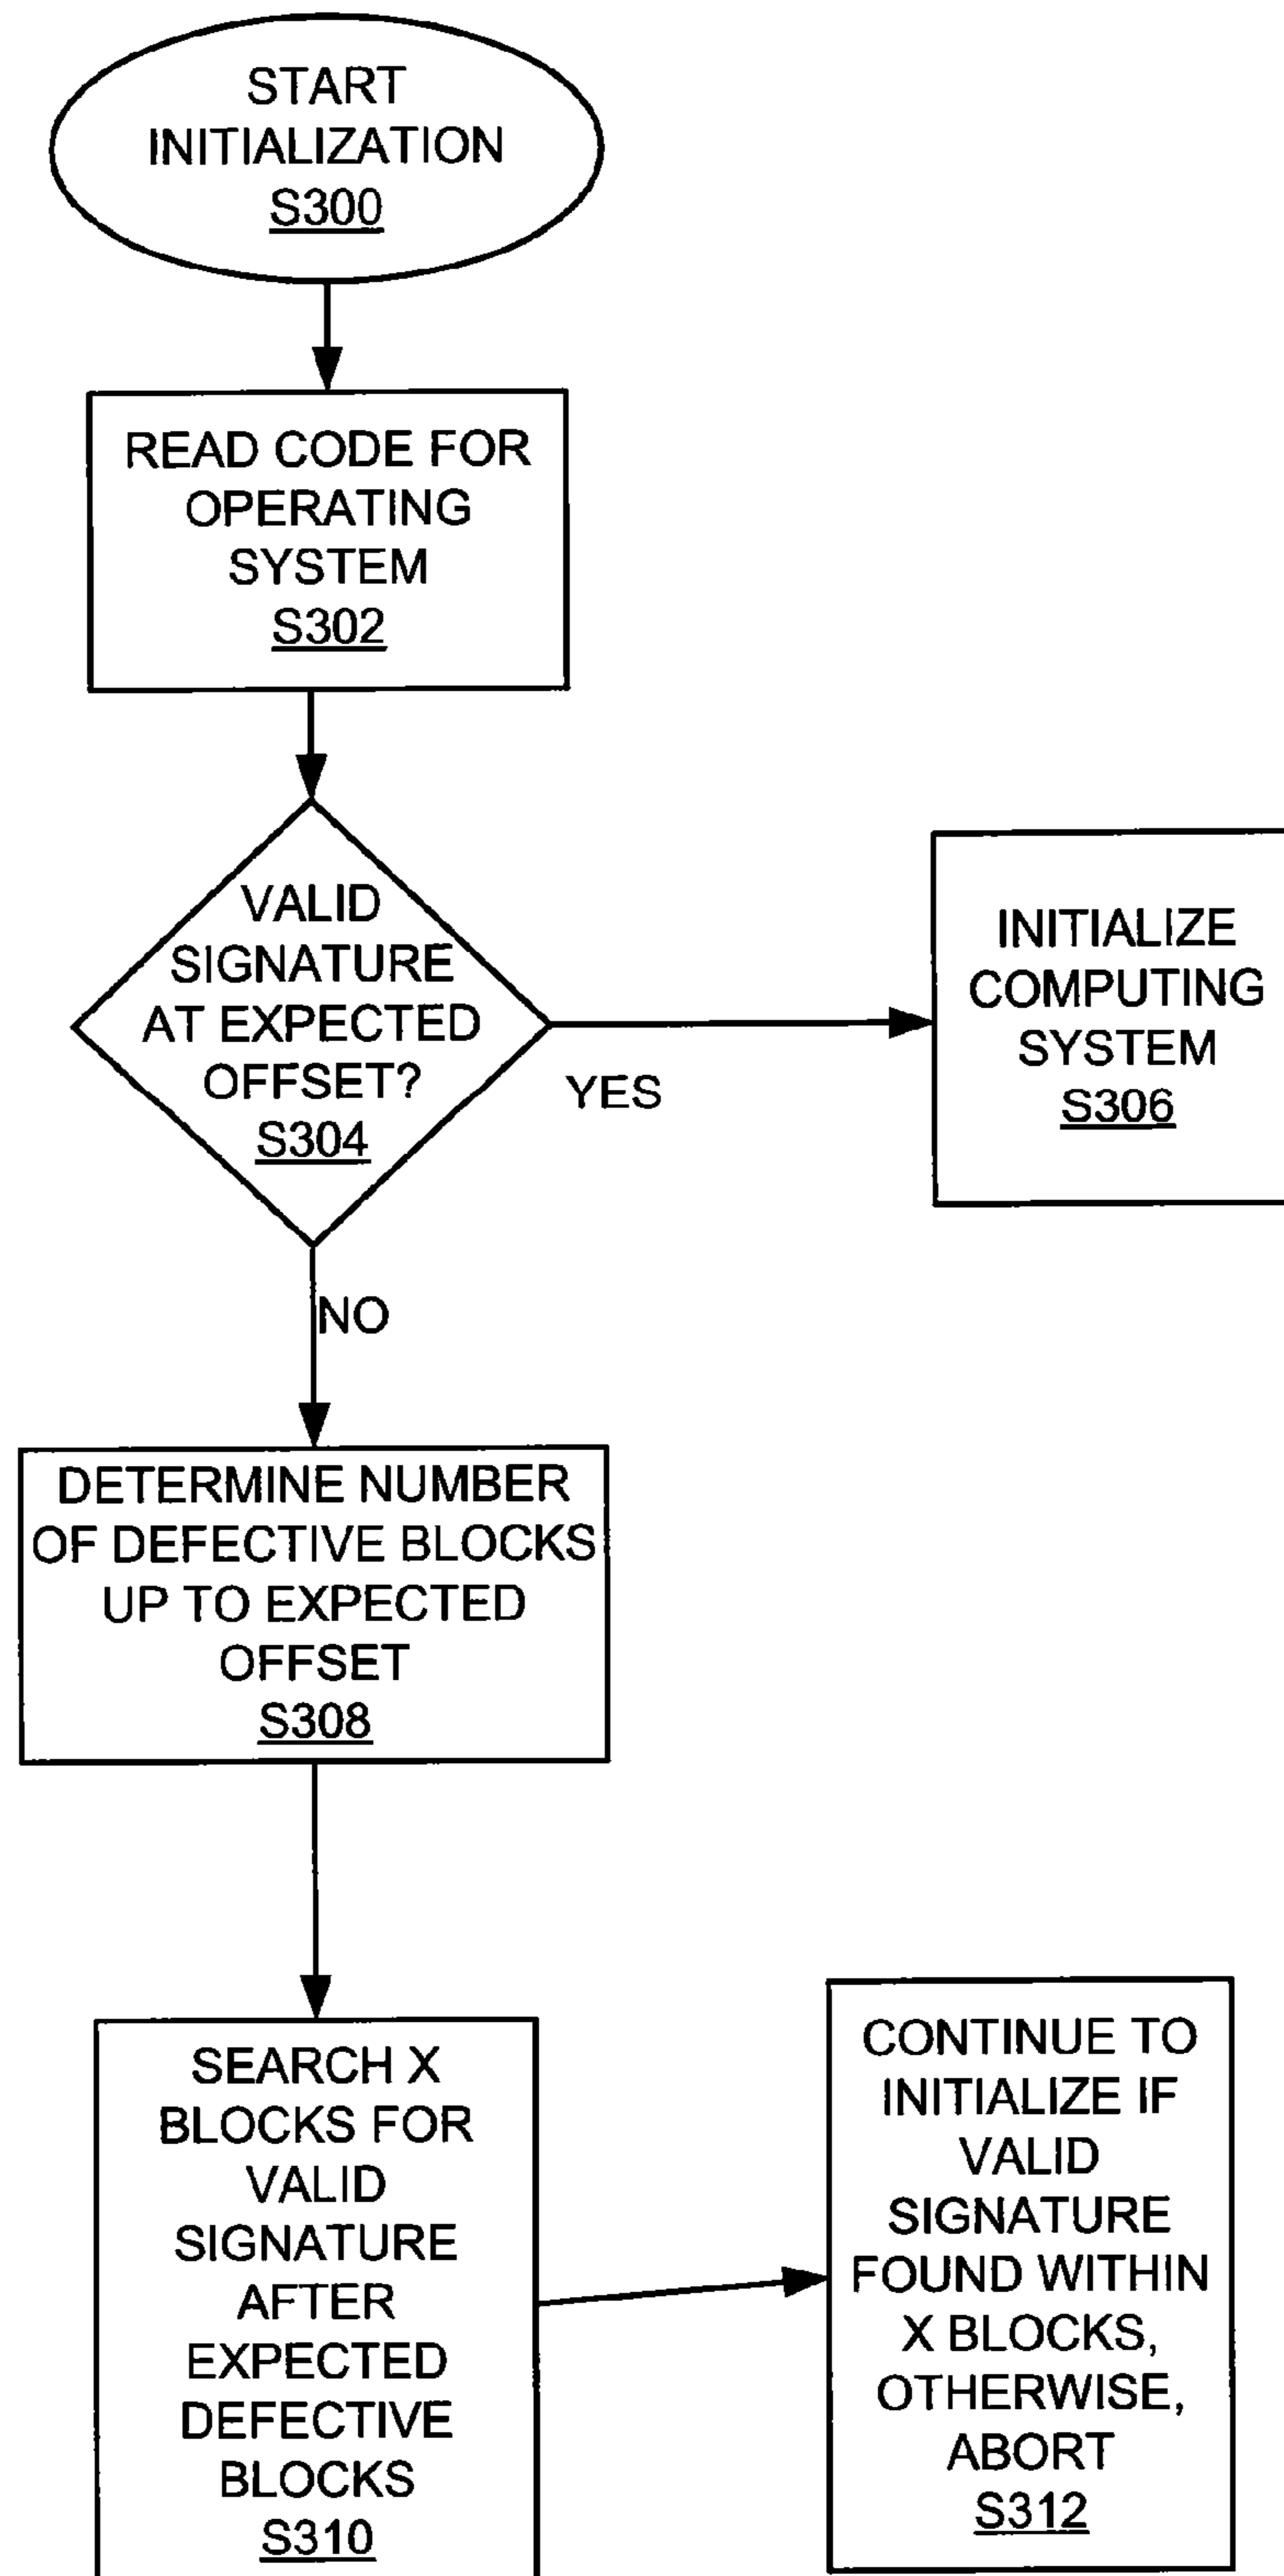 START
INITIALIZATION
S300
READ CODE FOR
OPERATING
SYSTEM
S302
VALID
SIGNATURE
AT EXPECTED
OFFSET?
S304
YES
INITIALIZE
COMPUTING
SYSTEM
S306
NO
DETERMINE NUMBER
OF DEFECTIVE BLOCKS
UP TO EXPECTED
OFFSET
S308
SEARCH X
BLOCKS FOR
VALID
SIGNATURE
AFTER
EXPECTED
DEFECTIVE
BLOCKS
S310
CONTINUE TO
INITIALIZE IF
VALID
SIGNATURE
FOUND WITHIN
X BLOCKS,
OTHERWISE,
ABORT
S312